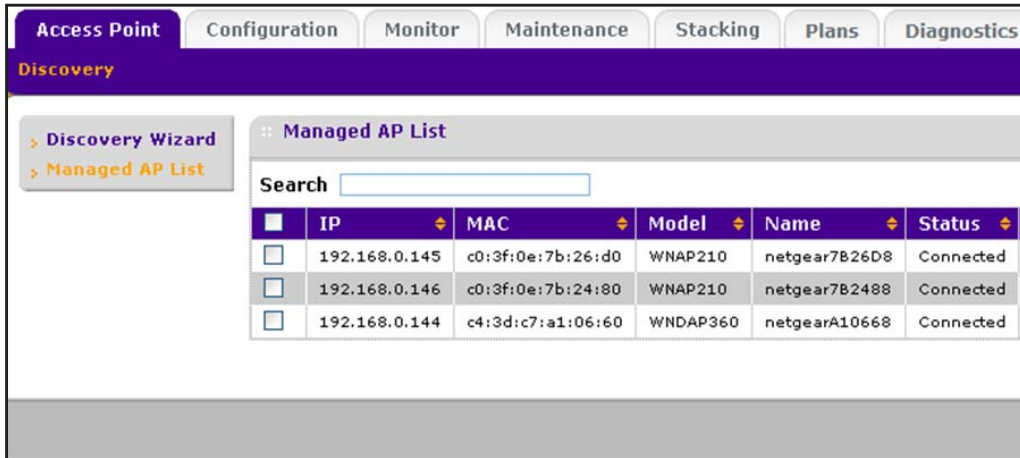 Access Point Configuration Monitor Maintenance Stacking Plans Diagnostics
Discovery
Discovery Wizard
Managed AP List
Managed AP List
Search
IP MAC Model Name Status
192.168.0.145 c0:3f:0e:7b:26:d0 WNAP210 netgear7B26D8 Connected
192.168.0.146 c0:3f:0e:7b:24:80 WNAP210 netgear7B2488 Connected
192.168.0.144 c4:3d:c7:a1:06:60 WNDAP360 netgearA10668 Connected